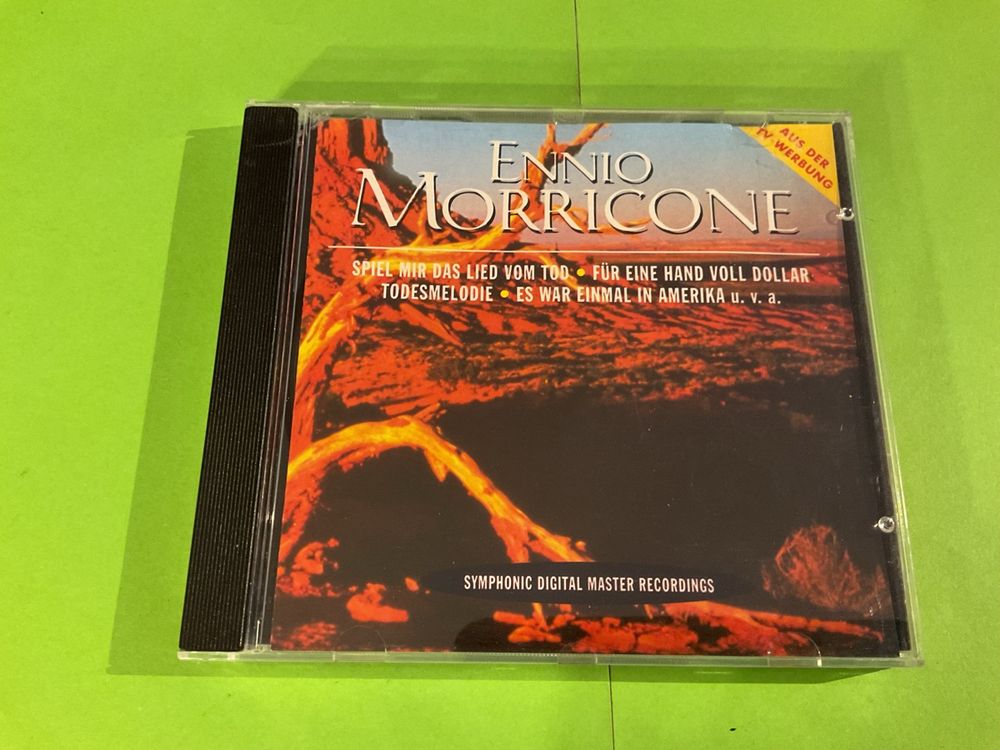 AUS DER
TV-WERBUNG
ENNIO
MORRICONE
SPIEL MIR DAS LIED VOM TOD • FÜR EINE HAND VOLL DOLLAR
TODESMELODIE • ES WAR EINMAL IN AMERIKA u. v. a.
SYMPHONIC DIGITAL MASTER RECORDINGS